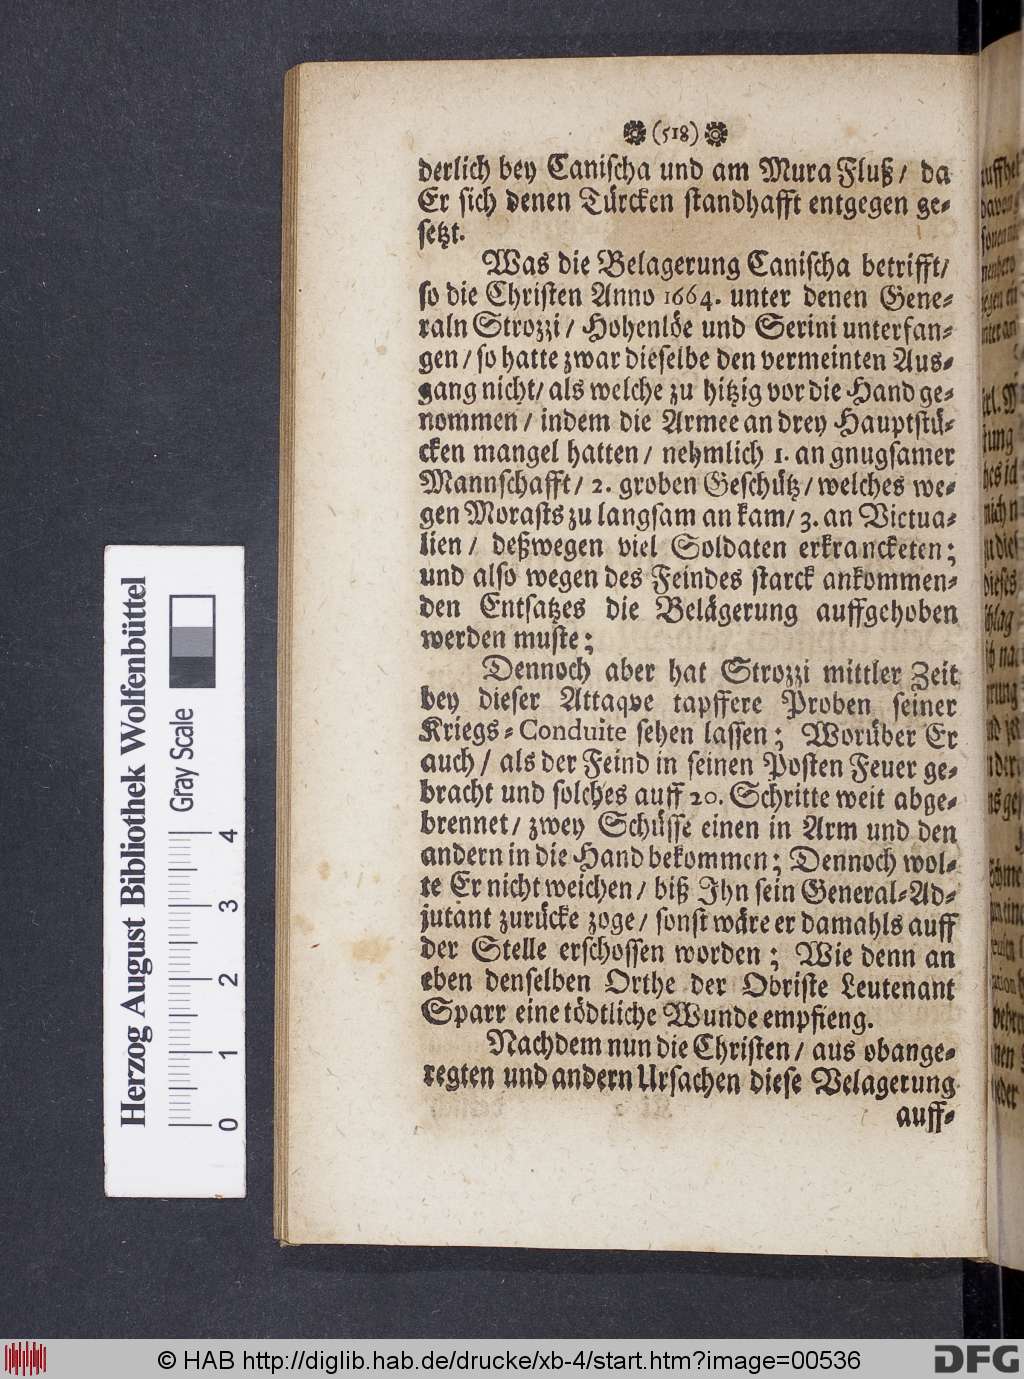 (518)
derlich bey Canischa und am Mura Fluß / da
Er sich denen Türcken standhafft entgegen ge-
setzt.
Was die Belagerung Canischa betrifft/
so die Christen Anno 1664. unter denen Gene-
raln Strozzi / Hohenlöe und Serini unterfan-
gen / so hatte zwar dieselbe den vermeinten Aus-
gang nicht/ als welche zu hitzig vor die Hand ge-
nommen / indem die Armee an drey Hauptstü-
cken mangel hatten / nehmlich 1. an gnugsamer
Mannschafft / 2. groben Geschütz / welches we-
gen Morasts zu langsam an kam/ 3. an Victua-
lien / deßwegen viel Soldaten erkrancketen;
und also wegen des Feindes starck ankommen-
den Entsatzes die Belägerung auffgehoben
werden muste;
Dennoch aber hat Strozzi mittler Zeit
bey dieser Attaqve tapffere Proben seiner
Kriegs-Conduite sehen lassen; Worüber Er
auch / als der Feind in seinen Posten Feuer ge-
bracht und solches auff 20. Schritte weit abge-
brennet / zwey Schüsse einen in Arm und den
andern in die Hand bekommen; Dennoch wol-
te Er nicht weichen / biß Ihn sein General-Ad-
jutant zurücke zoge / sonst wäre er damahls auff
der Stelle erschossen worden; Wie denn an
eben denselben Orthe der Obriste Leutenant
Sparr eine tödtliche Wunde empfieng.
Nachdem nun die Christen / aus obange-
regten und andern Ursachen diese Belagerung
auff-
Herzog August Bibliothek Wolfenbüttel
Gray Scale
0 1 2 3 4
© HAB http://diglib.hab.de/drucke/xb-4/start.htm?image=00536
DFG